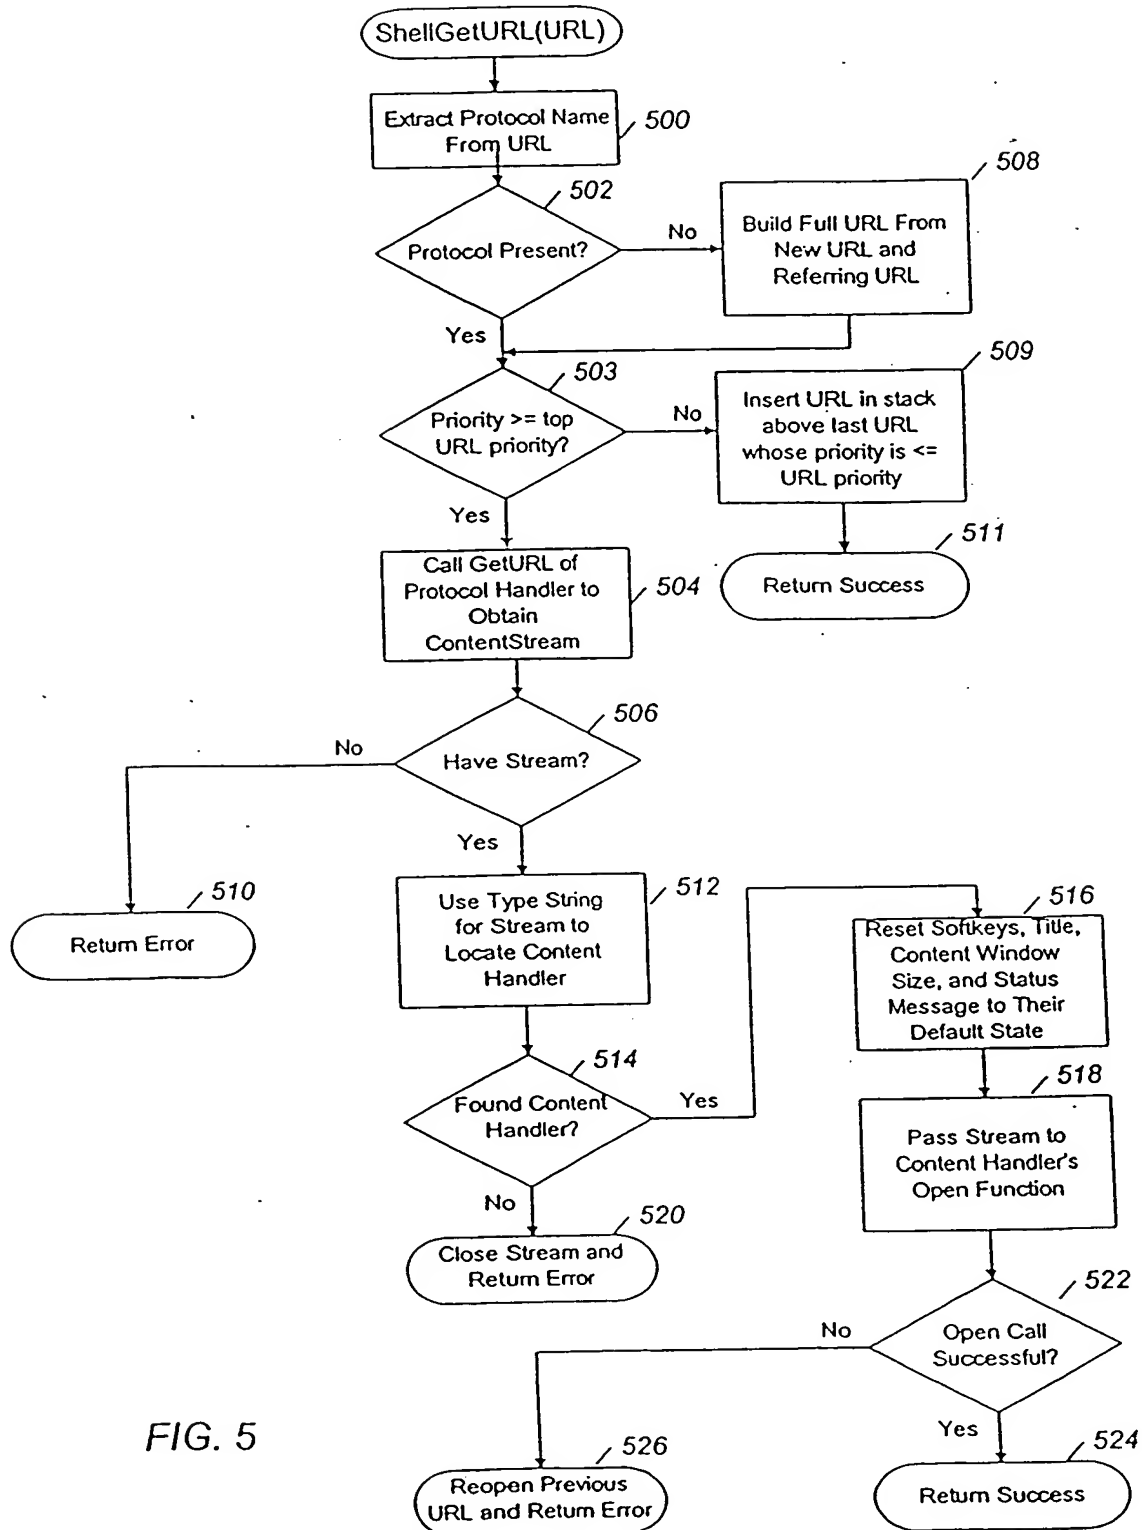 ShellGetURL(URL)
Extract Protocol Name
From URL
500
502
Protocol Present?
No
508
Build Full URL From
New URL and
Referring URL
Yes
503
Priority >= top
URL priority?
No
509
Insert URL in stack
above last URL
whose priority is <=
URL priority
Yes
511
Return Success
Call GetURL of
Protocol Handler to
Obtain
ContentStream
504
506
Have Stream?
No
Yes
510
Return Error
512
Use Type String
for Stream to
Locate Content
Handler
514
Found Content
Handler?
Yes
516
Reset Softkeys, Title,
Content Window
Size, and Status
Message to Their
Default State
518
Pass Stream to
Content Handler's
Open Function
No
520
Close Stream and
Return Error
522
Open Call
Successful?
No
Yes
526
Reopen Previous
URL and Return Error
524
Return Success
FIG. 5